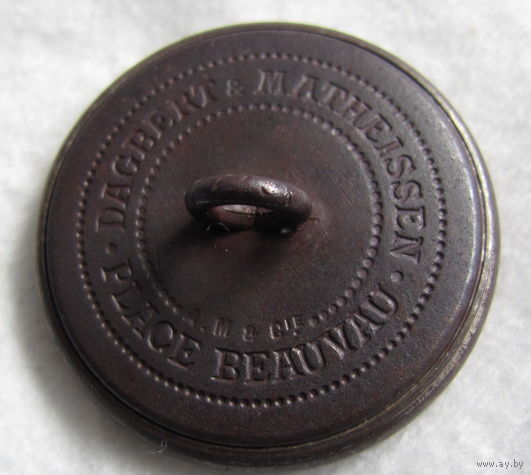 · DAGBERT & MATHEISSEN ·
PLACE BEAUVAU
A.M & CIE
www.ay.by